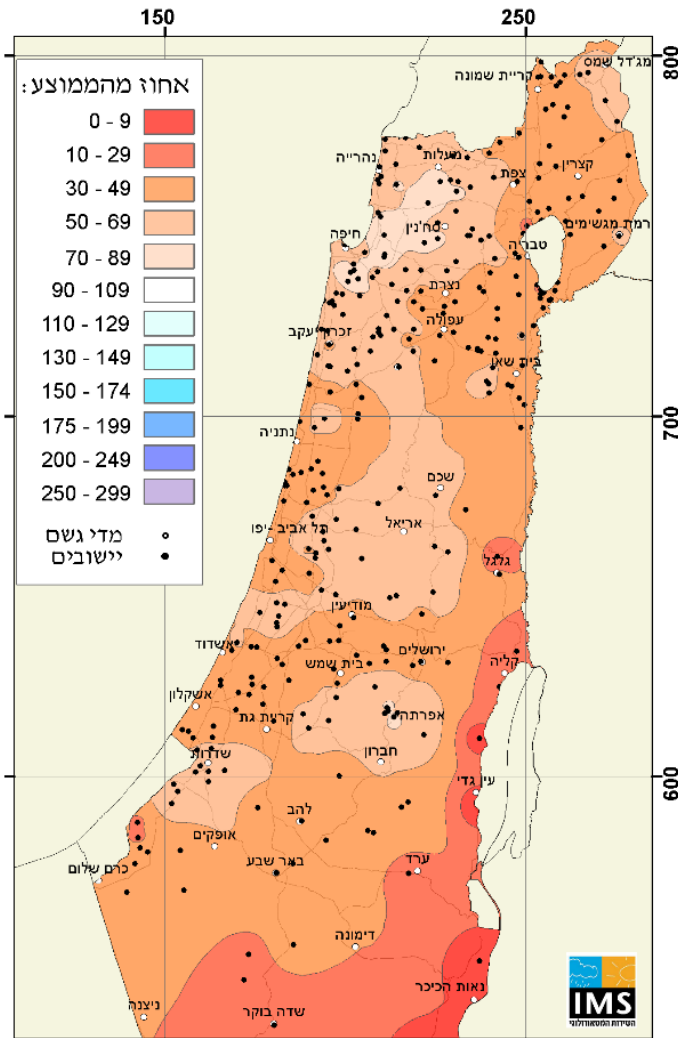 150 250
800
700
600
אחוז מהממוצע:
0 - 9
10 - 29
30 - 49
50 - 69
70 - 89
90 - 109
110 - 129
130 - 149
150 - 174
175 - 199
200 - 249
250 - 299
מדי גשם
יישובים
מג'דל שמס
קריית שמונה
מעלות
נהרייה
צפת
קצרין
רמת מגשימים
סח'נין
חיפה
טבריה
נצרת
עפולה
זכרון יעקב
בית שאן
נתניה
שכם
תל אביב -יפו
אריאל
גלגל
מודיעין
אשדוד
ירושלים
בית שמש
קליה
אשקלון
קריית גת
אפרתה
חברון
שדרות
עין גדי
להב
אופקים
באר שבע
ערד
כרם שלום
דימונה
נאות הכיכר
ניצנה
שדה בוקר
IMS
השירות המטאורולוגי